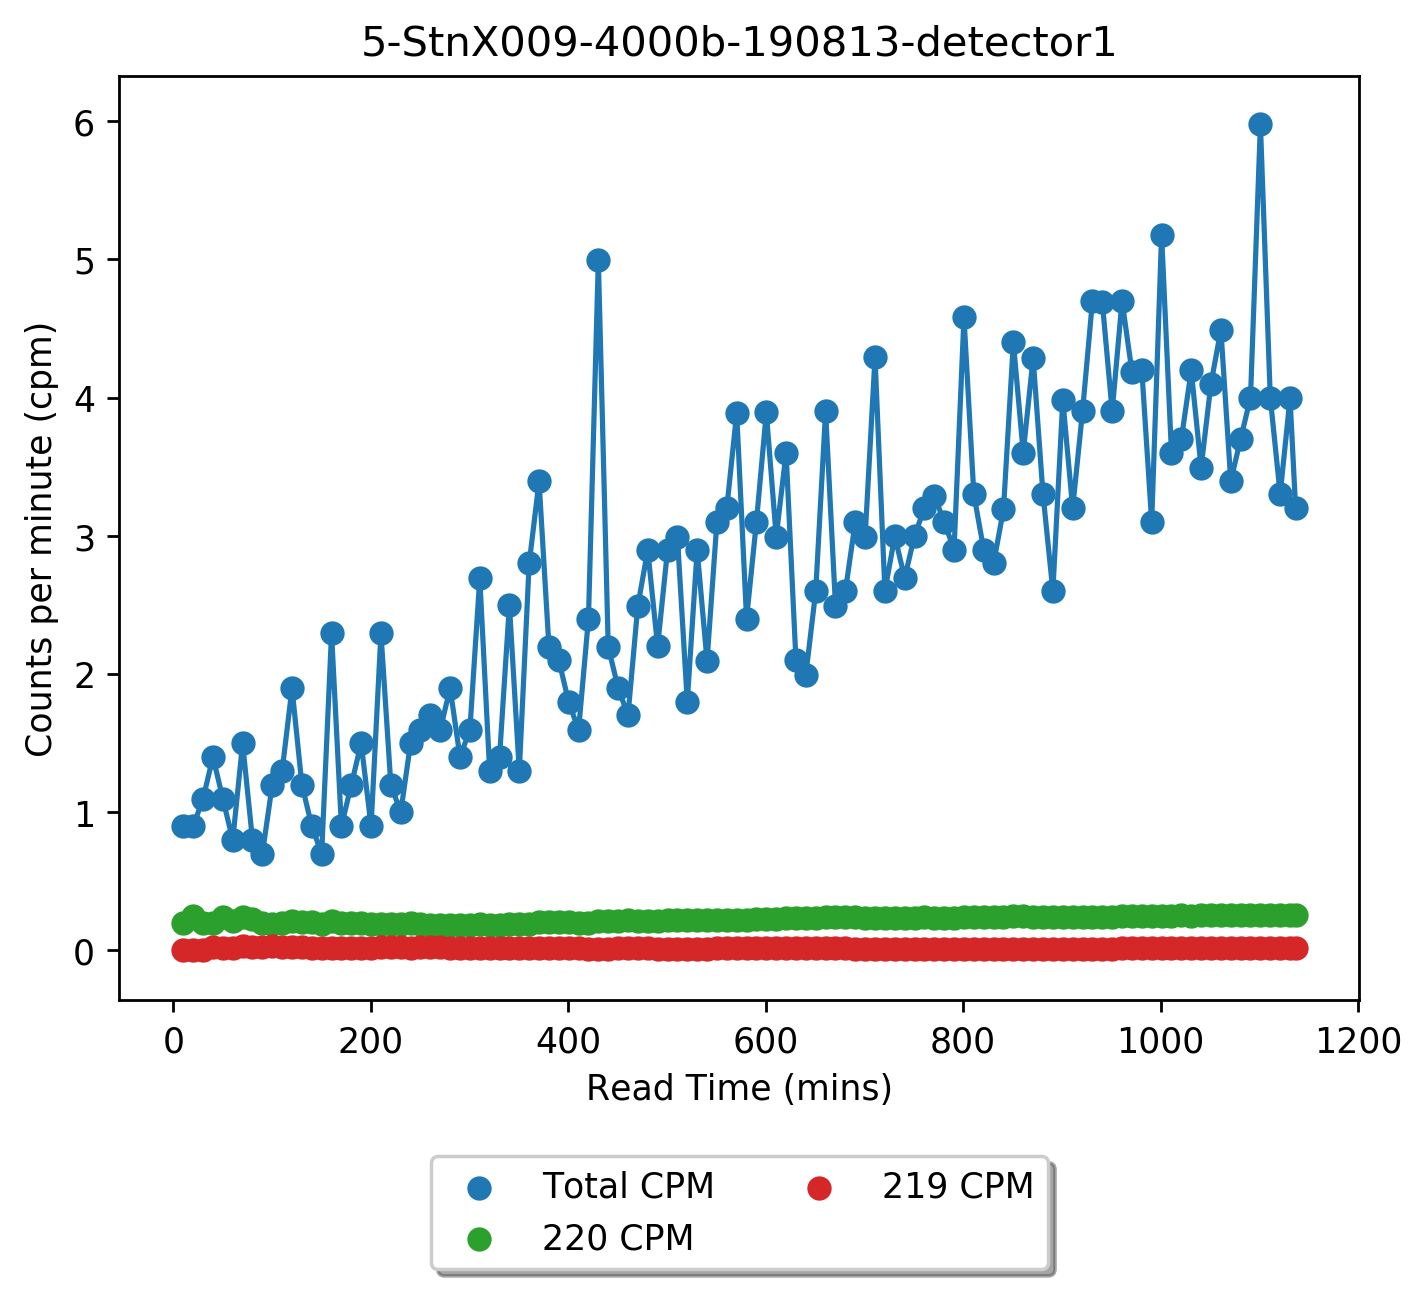 5-StnX009-4000b-190813-detector1
Counts per minute (cpm)
6
5
4
3
2
1
0
0 200 400 600 800 1000 1200
Read Time (mins)
Total CPM 219 CPM
220 CPM